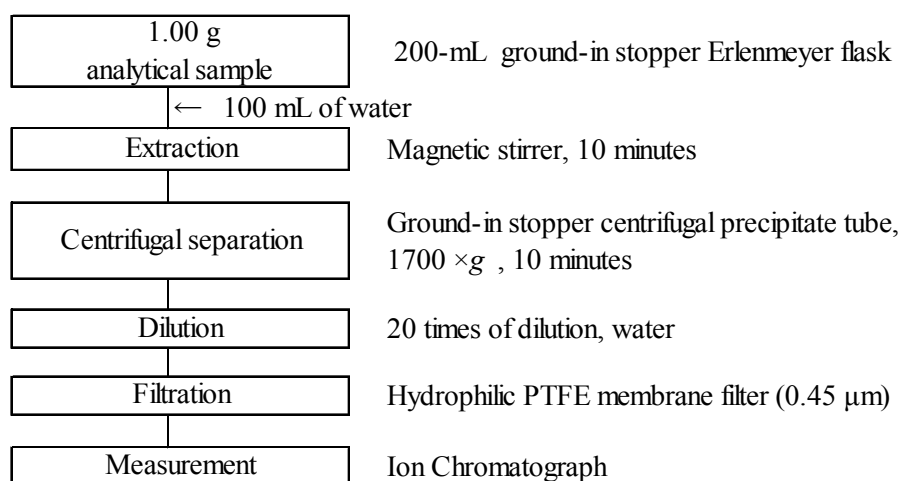 1.00 g
analytical sample
200-mL ground-in stopper Erlenmeyer flask
← 100 mL of water
Extraction
Magnetic stirrer, 10 minutes
Centrifugal separation
Ground-in stopper centrifugal precipitate tube,
1700 ×g , 10 minutes
Dilution
20 times of dilution, water
Filtration
Hydrophilic PTFE membrane filter (0.45 µm)
Measurement
Ion Chromatograph